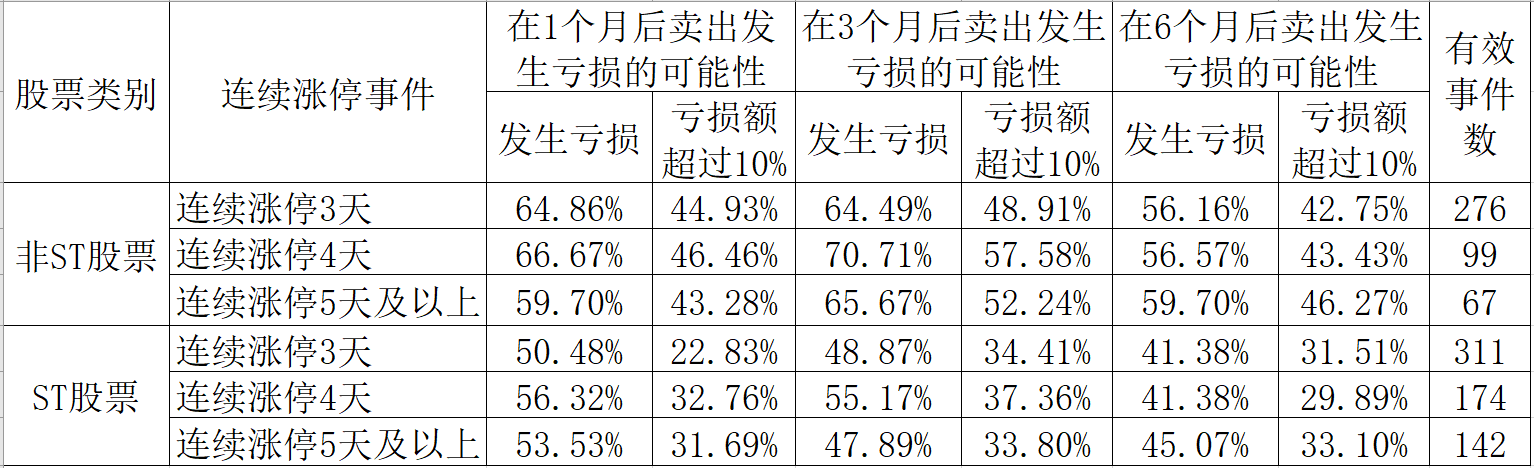 股票类别 连续涨停事件 在1个月后卖出发生亏损的可能性 在3个月后卖出发生亏损的可能性 在6个月后卖出发生亏损的可能性 有效事件数
发生亏损 亏损额超过10% 发生亏损 亏损额超过10% 发生亏损 亏损额超过10%
非ST股票 连续涨停3天 64.86% 44.93% 64.49% 48.91% 56.16% 42.75% 276
连续涨停4天 66.67% 46.46% 70.71% 57.58% 56.57% 43.43% 99
连续涨停5天及以上 59.70% 43.28% 65.67% 52.24% 59.70% 46.27% 67
ST股票 连续涨停3天 50.48% 22.83% 48.87% 34.41% 41.38% 31.51% 311
连续涨停4天 56.32% 32.76% 55.17% 37.36% 41.38% 29.89% 174
连续涨停5天及以上 53.53% 31.69% 47.89% 33.80% 45.07% 33.10% 142